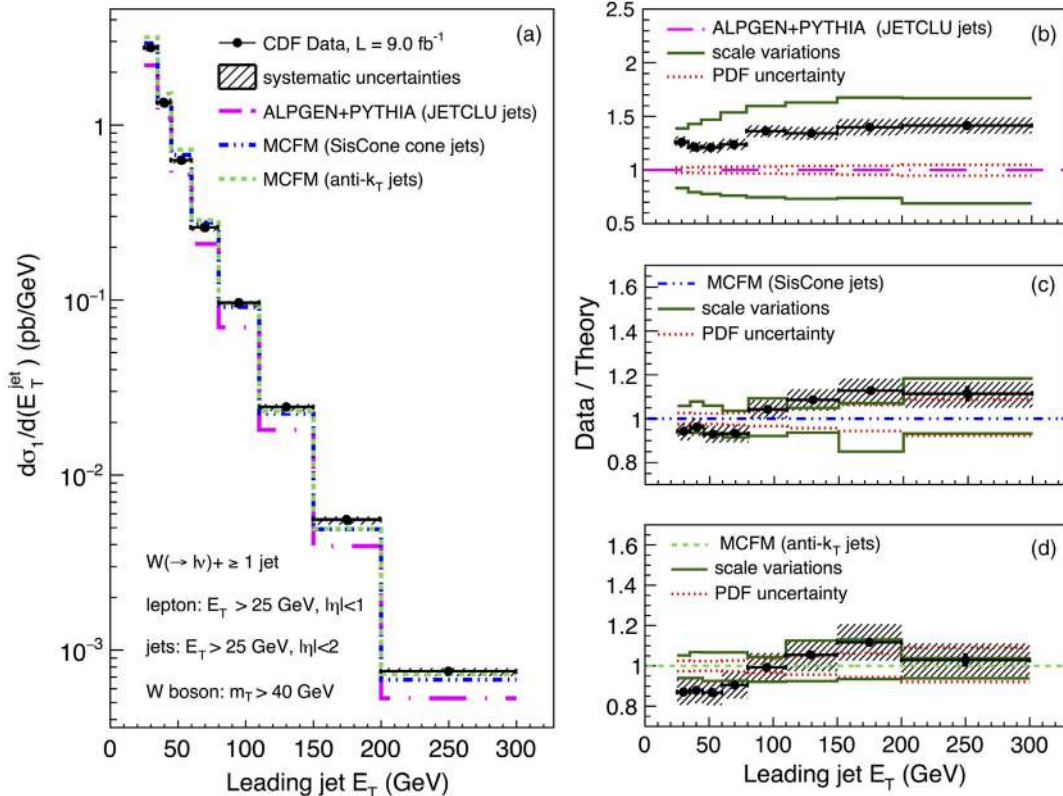 (a)
CDF Data, L = 9.0 fb⁻¹
systematic uncertainties
ALPGEN+PYTHIA (JETCLU jets)
MCFM (SisCone cone jets)
MCFM (anti-k_T jets)
1
10⁻¹
10⁻²
10⁻³
dσ₁/d(E_T^jet) (pb/GeV)
W(→ lν)+ ≥ 1 jet
lepton: E_T > 25 GeV, |η|<1
jets: E_T > 25 GeV, |η|<2
W boson: m_T > 40 GeV
0 50 100 150 200 250 300
Leading jet E_T (GeV)
(b)
ALPGEN+PYTHIA (JETCLU jets)
scale variations
PDF uncertainty
2.5
2
1.5
1
0.5
(c)
MCFM (SisCone jets)
scale variations
PDF uncertainty
1.6
1.4
1.2
1
0.8
Data / Theory
(d)
MCFM (anti-k_T jets)
scale variations
PDF uncertainty
1.6
1.4
1.2
1
0.8
0 50 100 150 200 250 300
Leading jet E_T (GeV)